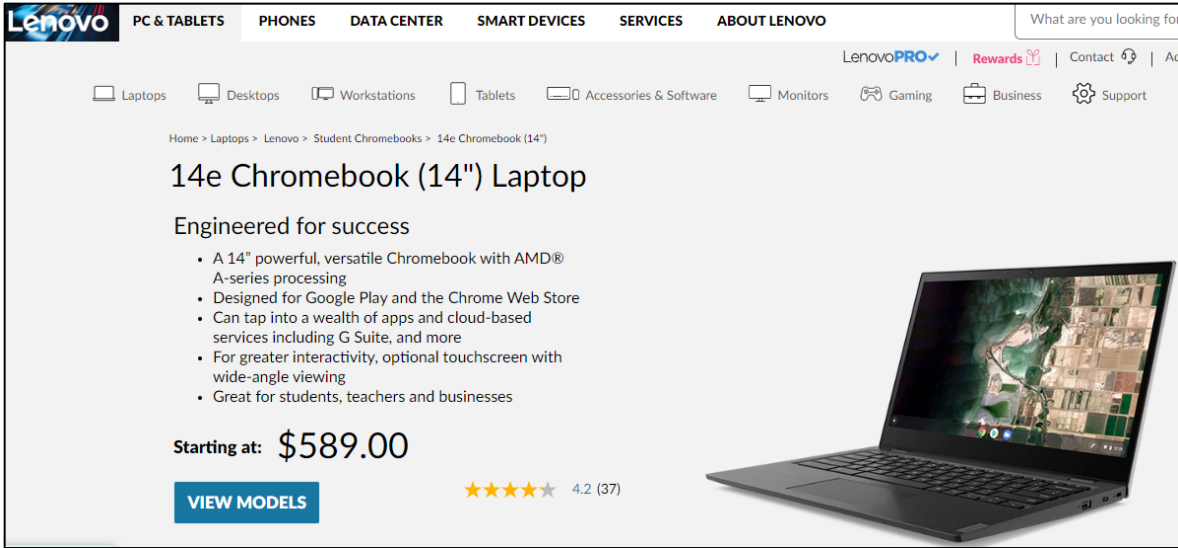 Lenovo
PC & TABLETS PHONES DATA CENTER SMART DEVICES SERVICES ABOUT LENOVO
What are you looking for
LenovoPRO | Rewards | Contact |
Laptops Desktops Workstations Tablets Accessories & Software Monitors Gaming Business Support
Home > Laptops > Lenovo > Student Chromebooks > 14e Chromebook (14")
14e Chromebook (14") Laptop
Engineered for success
• A 14” powerful, versatile Chromebook with AMD®
A-series processing
• Designed for Google Play and the Chrome Web Store
• Can tap into a wealth of apps and cloud-based
services including G Suite, and more
• For greater interactivity, optional touchscreen with
wide-angle viewing
• Great for students, teachers and businesses
Starting at: $589.00
VIEW MODELS
4.2 (37)